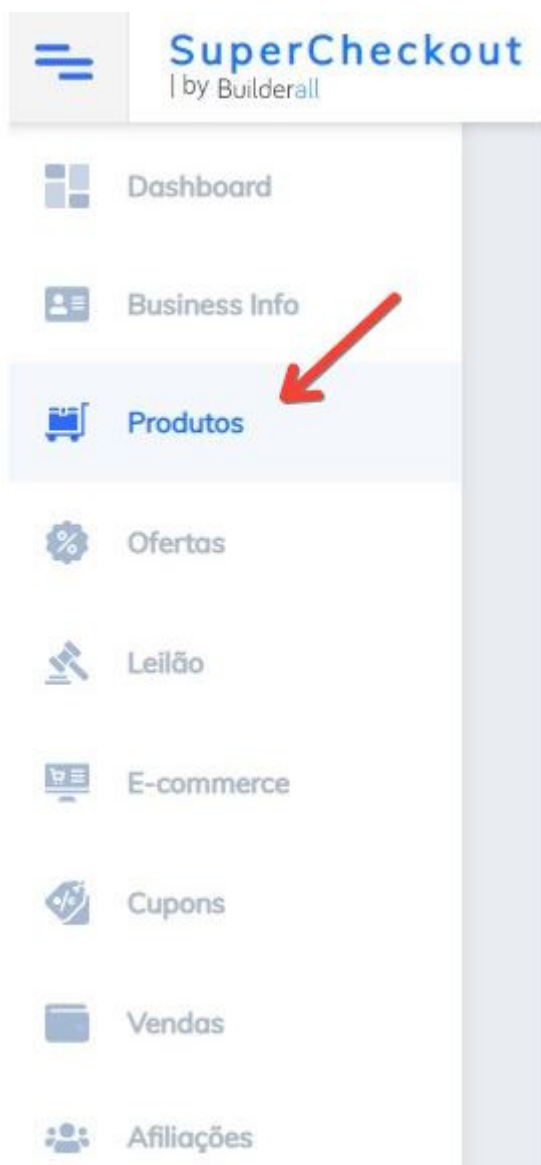 SuperCheckout
| by Builderall
Dashboard
Business Info
Produtos
Ofertas
Leilão
E-commerce
Cupons
Vendas
Afiliações